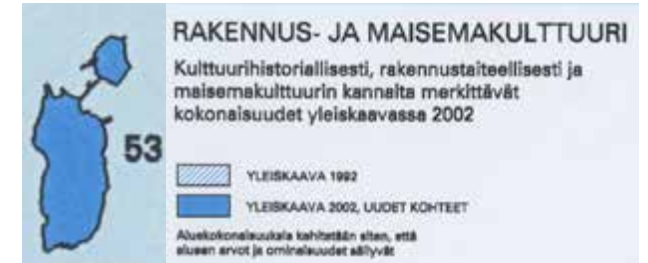 RAKENNUS- JA MAISEMAKULTTUURI
Kulttuurihistoriallisesti, rakennustaiteellisesti ja
maisemakulttuurin kannalta merkittävät
kokonaisuudet yleiskaavassa 2002
53
YLEISKAAVA 1992
YLEISKAAVA 2002, UUDET KOHTEET
Aluekokonaisuuksia kehitetään siten, että
alueen arvot ja ominaisuudet säilyvät